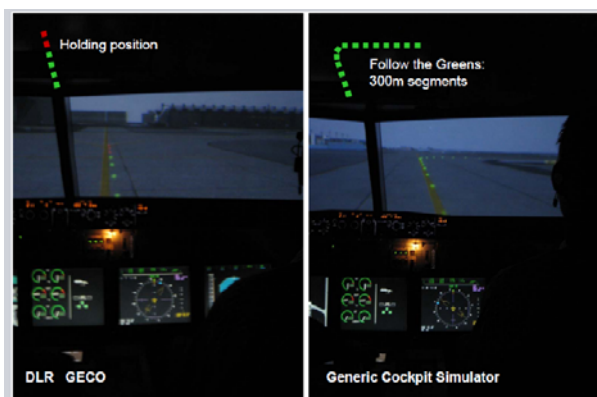 Holding position
Follow the Greens:
300m segments
DLR GECO
Generic Cockpit Simulator